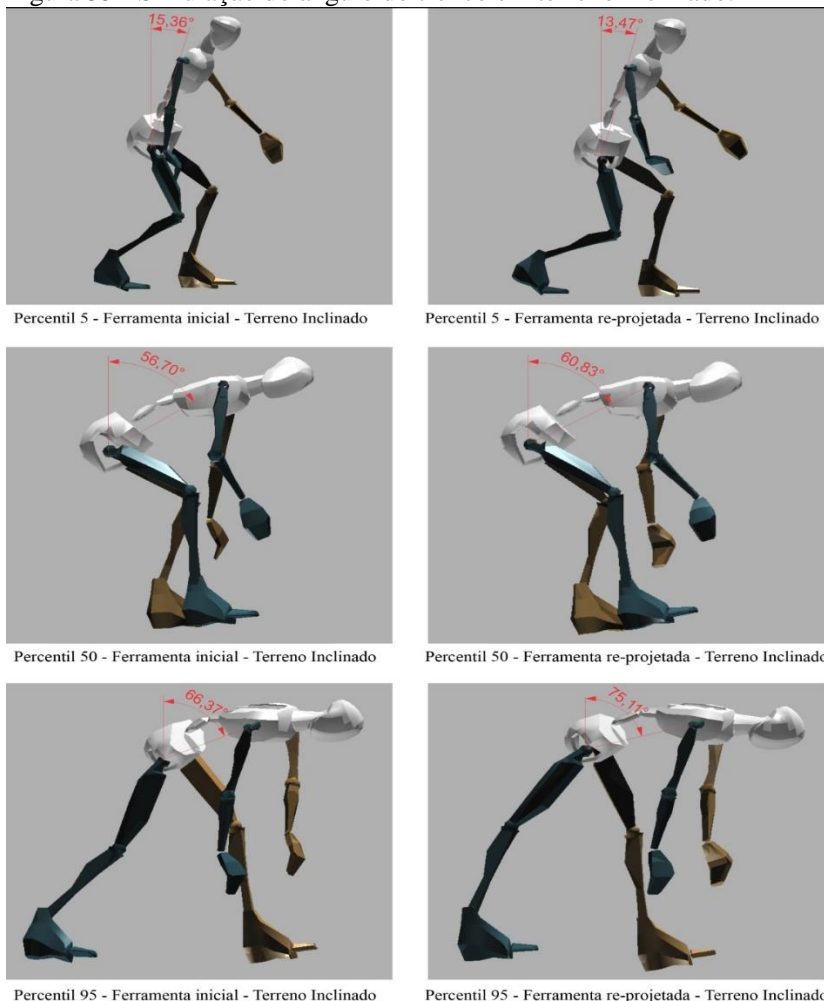 15,36°
13,47°
Percentil 5 - Ferramenta inicial - Terreno Inclinado
Percentil 5 - Ferramenta re-projetada - Terreno Inclinado
56,70°
60,83°
Percentil 50 - Ferramenta inicial - Terreno Inclinado
Percentil 50 - Ferramenta re-projetada - Terreno Inclinado
66,37°
75,11°
Percentil 95 - Ferramenta inicial - Terreno Inclinado
Percentil 95 - Ferramenta re-projetada - Terreno Inclinado